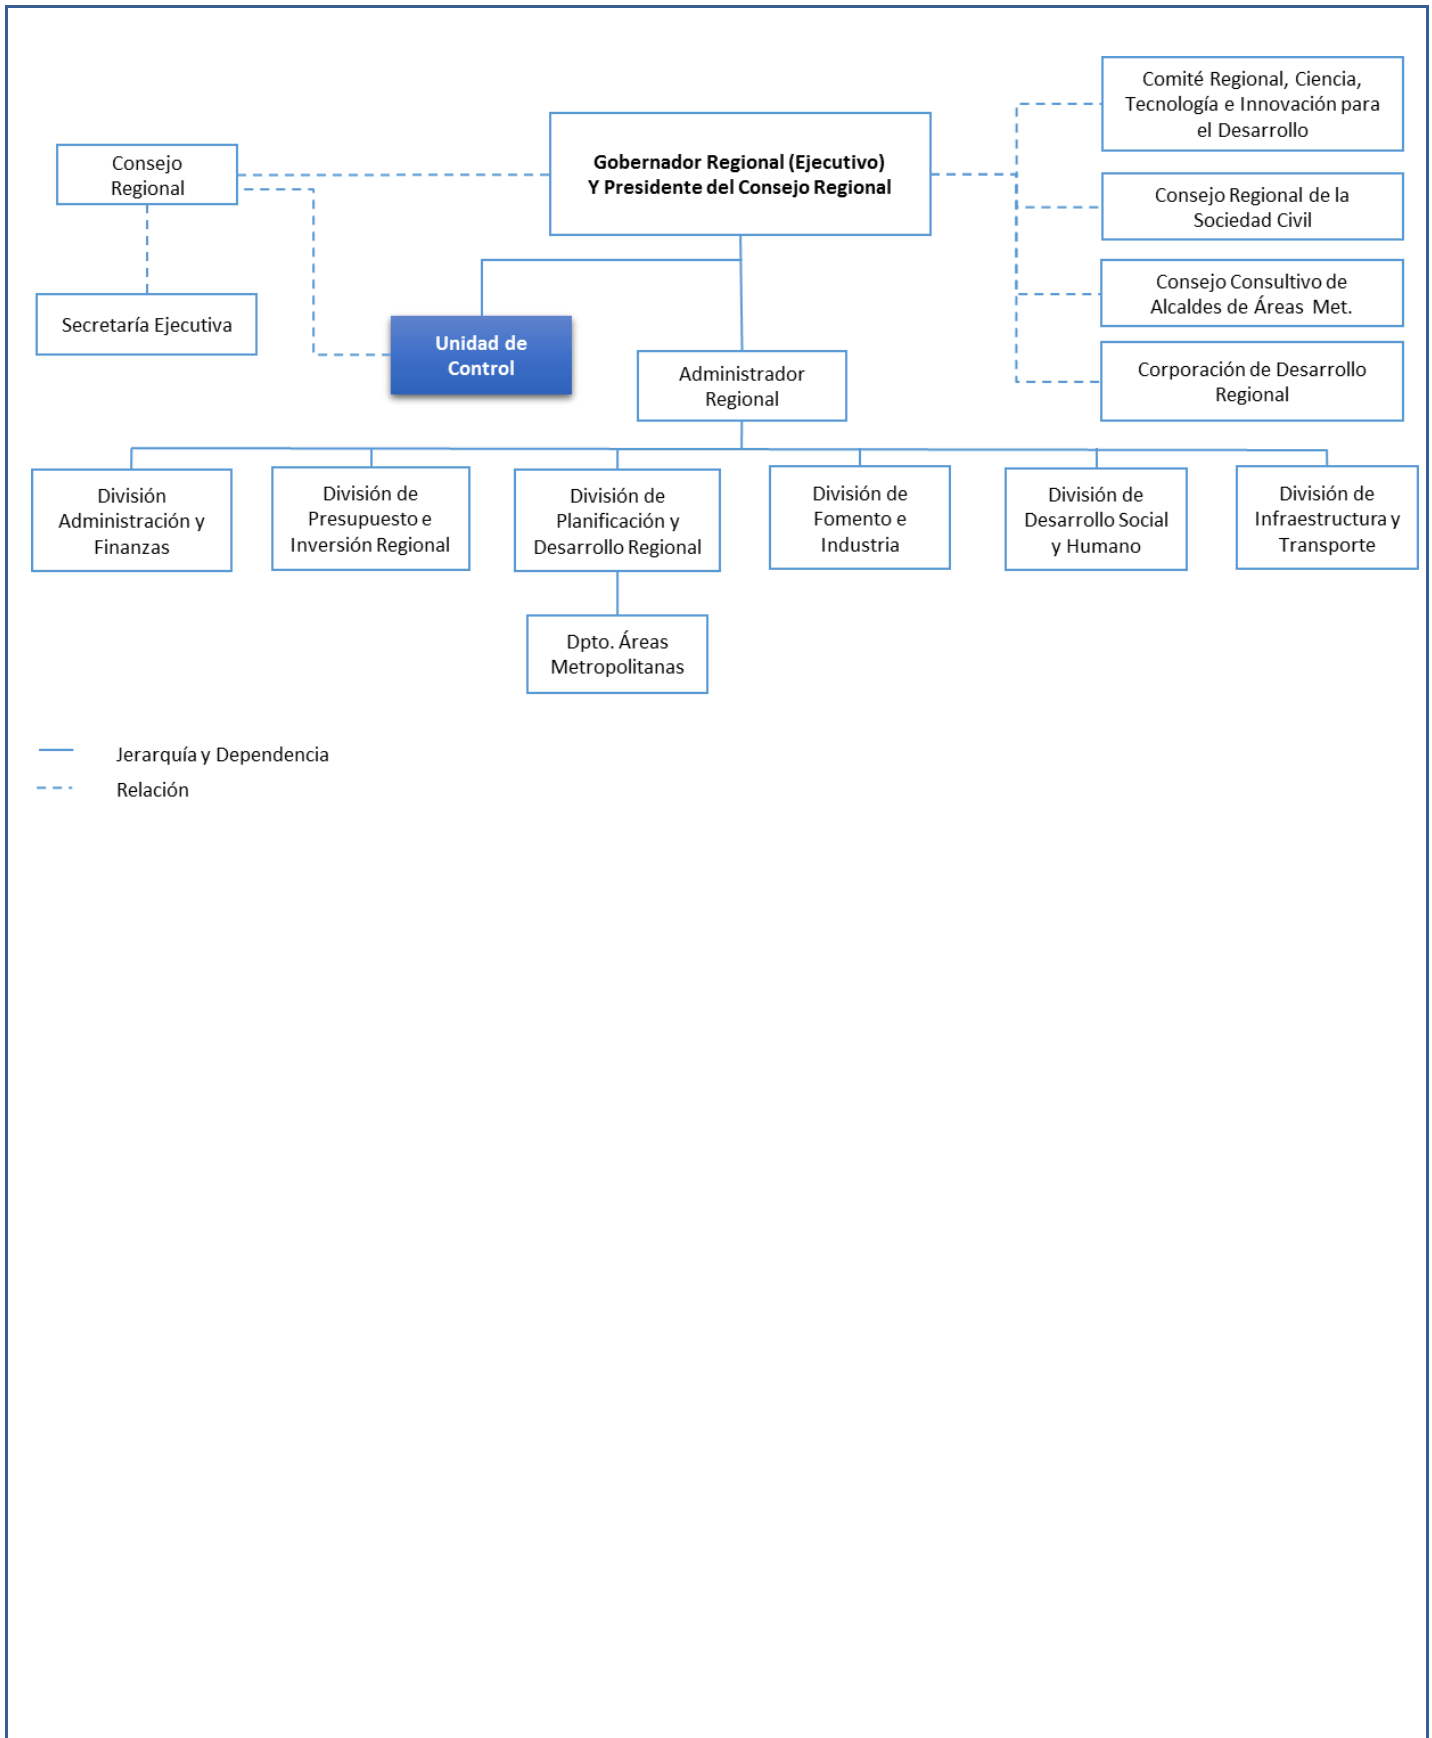 Comité Regional, Ciencia,
Tecnología e Innovación para
el Desarrollo
Gobernador Regional (Ejecutivo)
Y Presidente del Consejo Regional
Consejo
Regional
Consejo Regional de la
Sociedad Civil
Consejo Consultivo de
Alcaldes de Áreas Met.
Secretaría Ejecutiva
Unidad de
Control
Administrador
Regional
Corporación de Desarrollo
Regional
División
Administración y
Finanzas
División de
Presupuesto e
Inversión Regional
División de
Planificación y
Desarrollo Regional
División de
Fomento e
Industria
División de
Desarrollo Social
y Humano
División de
Infraestructura y
Transporte
Dpto. Áreas
Metropolitanas
Jerarquía y Dependencia
Relación